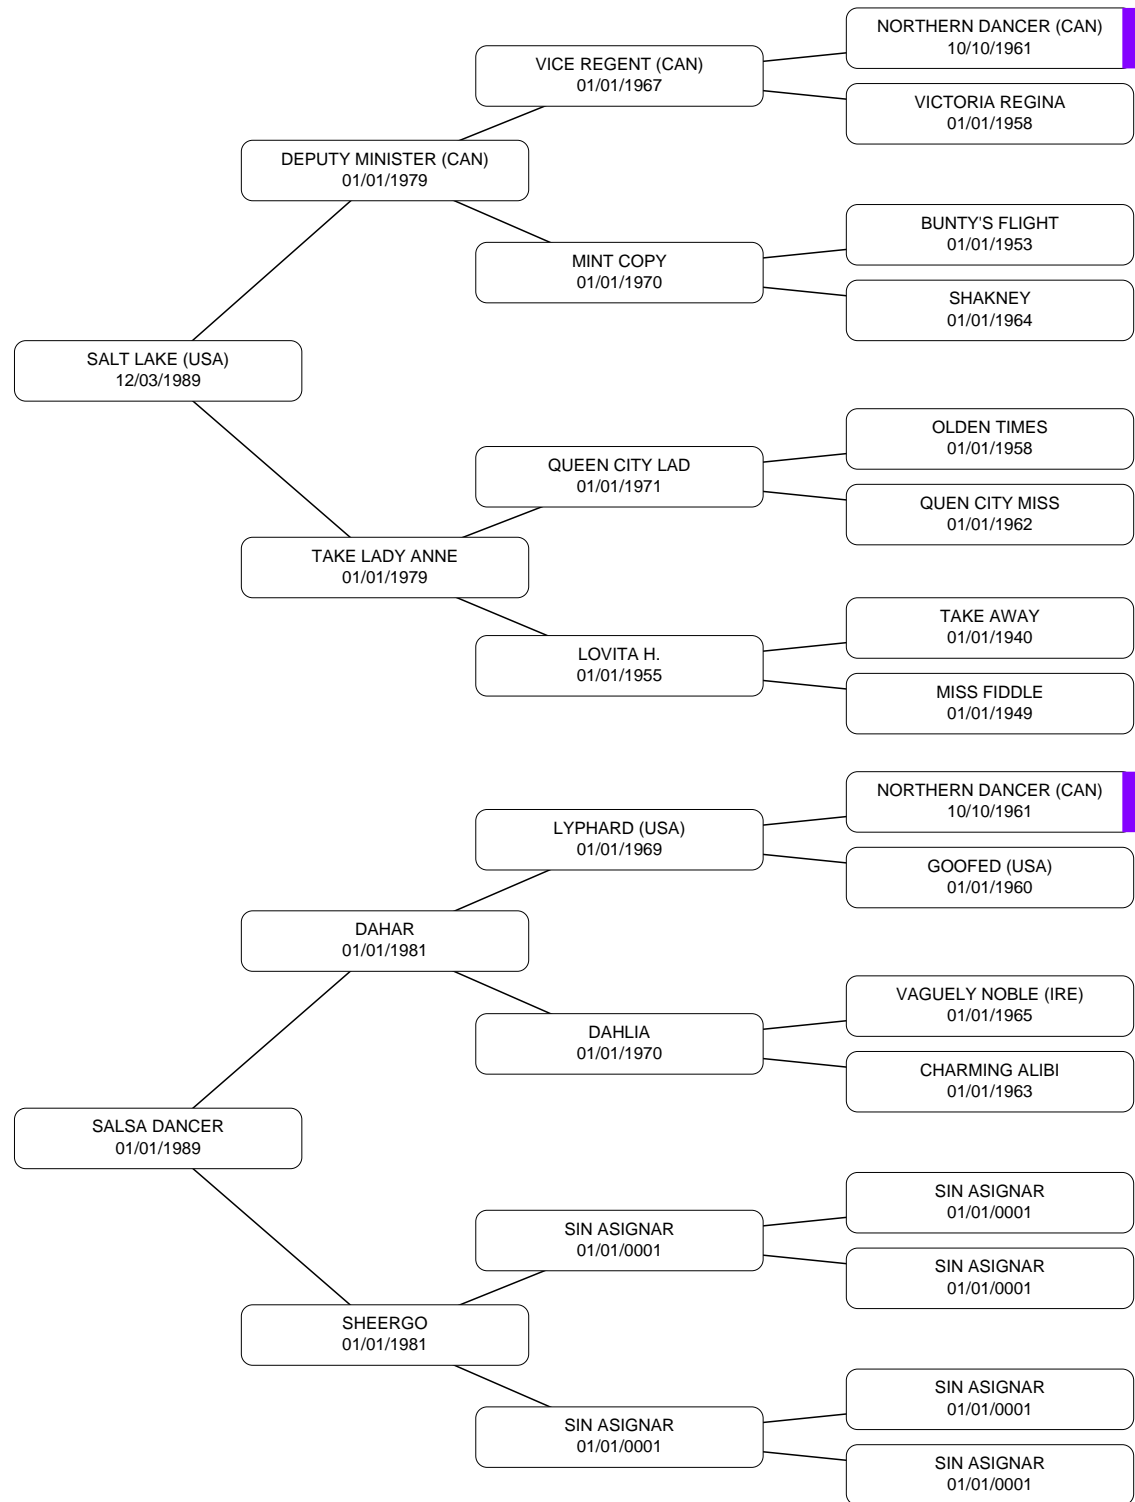 NORTHERN DANCER (CAN)
10/10/1961
VICE REGENT (CAN)
01/01/1967
VICTORIA REGINA
01/01/1958
DEPUTY MINISTER (CAN)
01/01/1979
BUNTY'S FLIGHT
01/01/1953
MINT COPY
01/01/1970
SHAKNEY
01/01/1964
SALT LAKE (USA)
12/03/1989
OLDEN TIMES
01/01/1958
QUEEN CITY LAD
01/01/1971
QUEN CITY MISS
01/01/1962
TAKE LADY ANNE
01/01/1979
TAKE AWAY
01/01/1940
LOVITA H.
01/01/1955
MISS FIDDLE
01/01/1949
NORTHERN DANCER (CAN)
10/10/1961
LYPHARD (USA)
01/01/1969
GOOFED (USA)
01/01/1960
DAHAR
01/01/1981
VAGUELY NOBLE (IRE)
01/01/1965
DAHLIA
01/01/1970
CHARMING ALIBI
01/01/1963
SALSA DANCER
01/01/1989
SIN ASIGNAR
01/01/0001
SIN ASIGNAR
01/01/0001
SIN ASIGNAR
01/01/0001
SHEERGO
01/01/1981
SIN ASIGNAR
01/01/0001
SIN ASIGNAR
01/01/0001
SIN ASIGNAR
01/01/0001